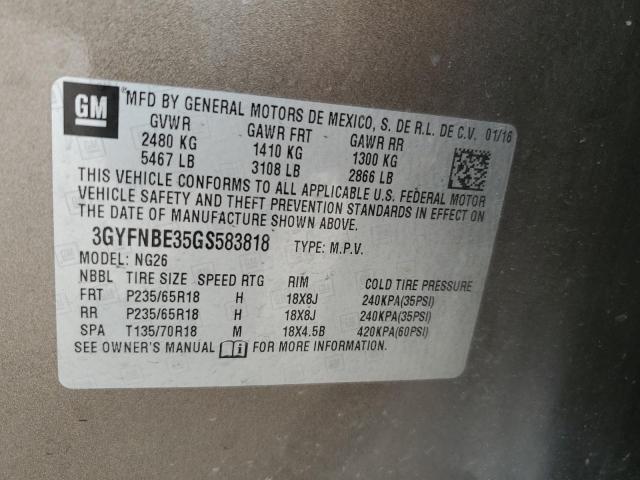 GM
® MFD BY GENERAL MOTORS DE MEXICO, S. DE R.L. DE C.V. 01/16
GVWR GAWR FRT GAWR RR
2480 KG 1410 KG 1300 KG
5467 LB 3108 LB 2866 LB
THIS VEHICLE CONFORMS TO ALL APPLICABLE U.S. FEDERAL MOTOR
VEHICLE SAFETY AND THEFT PREVENTION STANDARDS IN EFFECT ON
THE DATE OF MANUFACTURE SHOWN ABOVE.
3GYFNBE35GS583818 TYPE: M.P.V.
MODEL: NG26
NBBL TIRE SIZE SPEED RTG RIM COLD TIRE PRESSURE
FRT P235/65R18 H 18X8J 240KPA(35PSI)
RR P235/65R18 H 18X8J 240KPA(35PSI)
SPA T135/70R18 M 18X4.5B 420KPA(60PSI)
SEE OWNER'S MANUAL FOR MORE INFORMATION.